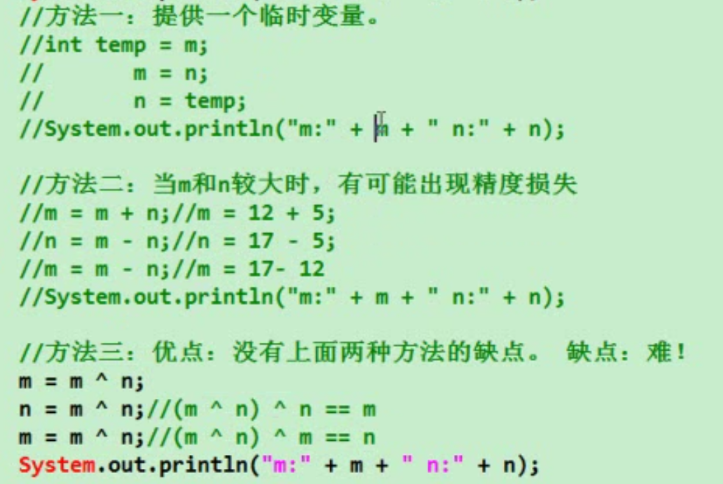 //方法一：提供一个临时变量。
//int temp = m;
//       m = n;
//       n = temp;
//System.out.println("m:" + m + " n:" + n);
//方法二：当m和n较大时，有可能出现精度损失
//m = m + n;//m = 12 + 5;
//n = m - n;//n = 17 - 5;
//m = m - n;//m = 17- 12
//System.out.println("m:" + m + " n:" + n);
//方法三：优点：没有上面两种方法的缺点。 缺点：难！
m = m ^ n;
n = m ^ n;//(m ^ n) ^ n == m
m = m ^ n;//(m ^ n) ^ m == n
System.out.println("m:" + m + " n:" + n);